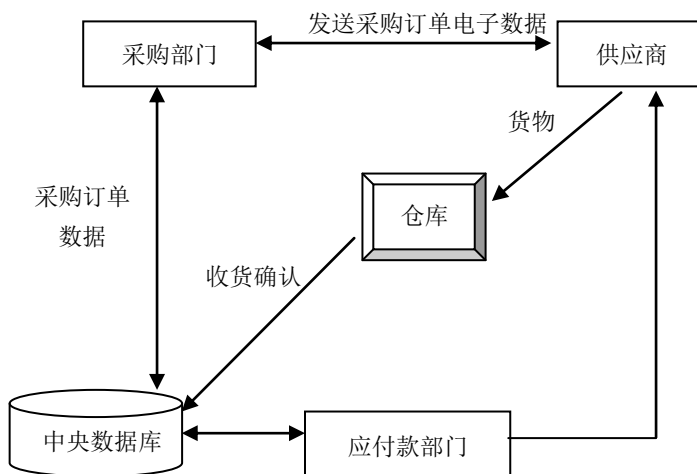 发送采购订单电子数据
采购部门
供应商
货物
采购订单
数据
仓库
收货确认
中央数据库
应付款部门